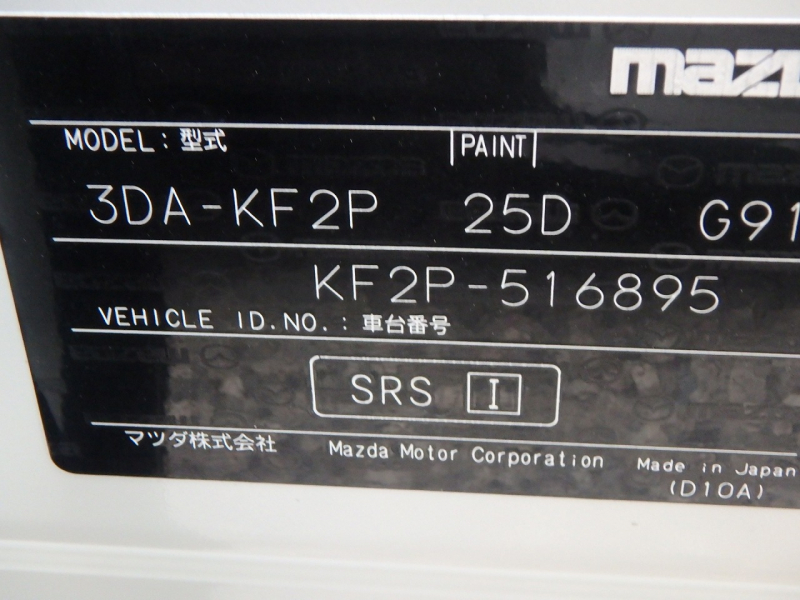 MODEL: 型式 PAINT
3DA-KF2P 25D G91
KF2P-516895
VEHICLE ID.NO.: 車台番号
SRS I
マツダ株式会社 Mazda Motor Corporation Made in Japan
(D10A)